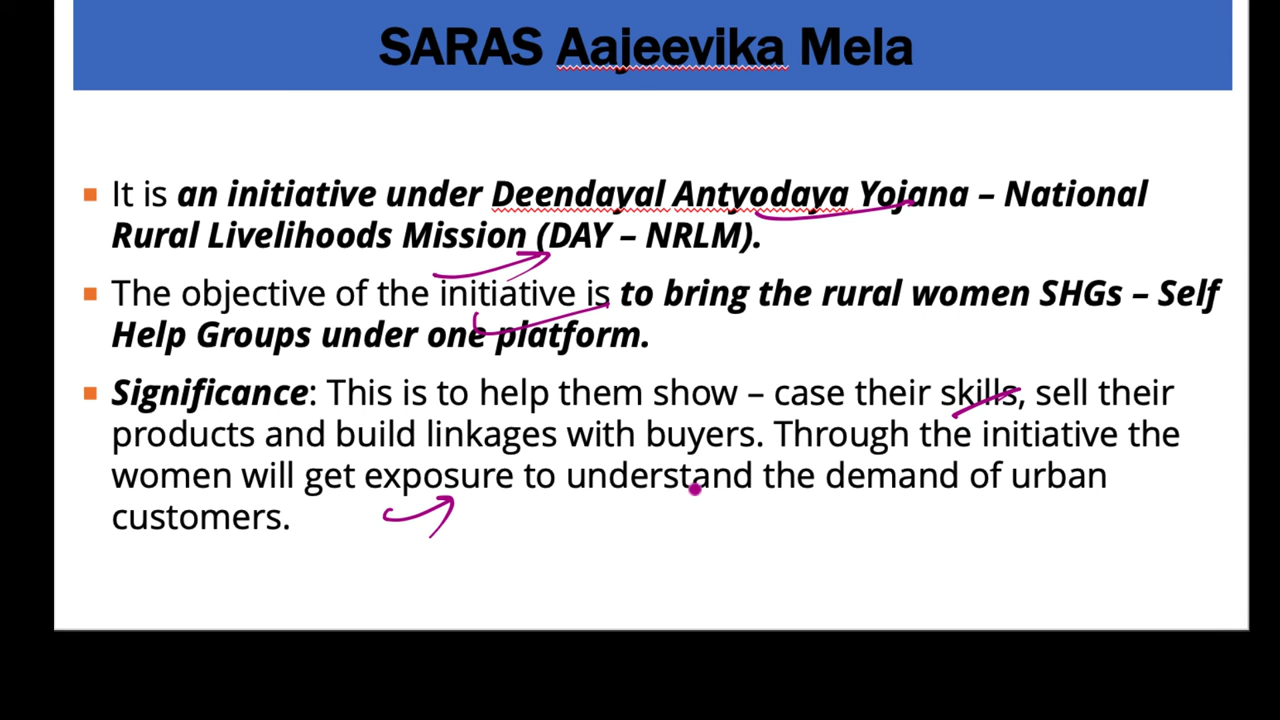 SARAS Aajeevika Mela
It is an initiative under Deendayal Antyodaya Yojana – National
Rural Livelihoods Mission (DAY – NRLM).
The objective of the initiative is to bring the rural women SHGs – Self
Help Groups under one platform.
Significance: This is to help them show – case their skills, sell their
products and build linkages with buyers. Through the initiative the
women will get exposure to understand the demand of urban
customers.